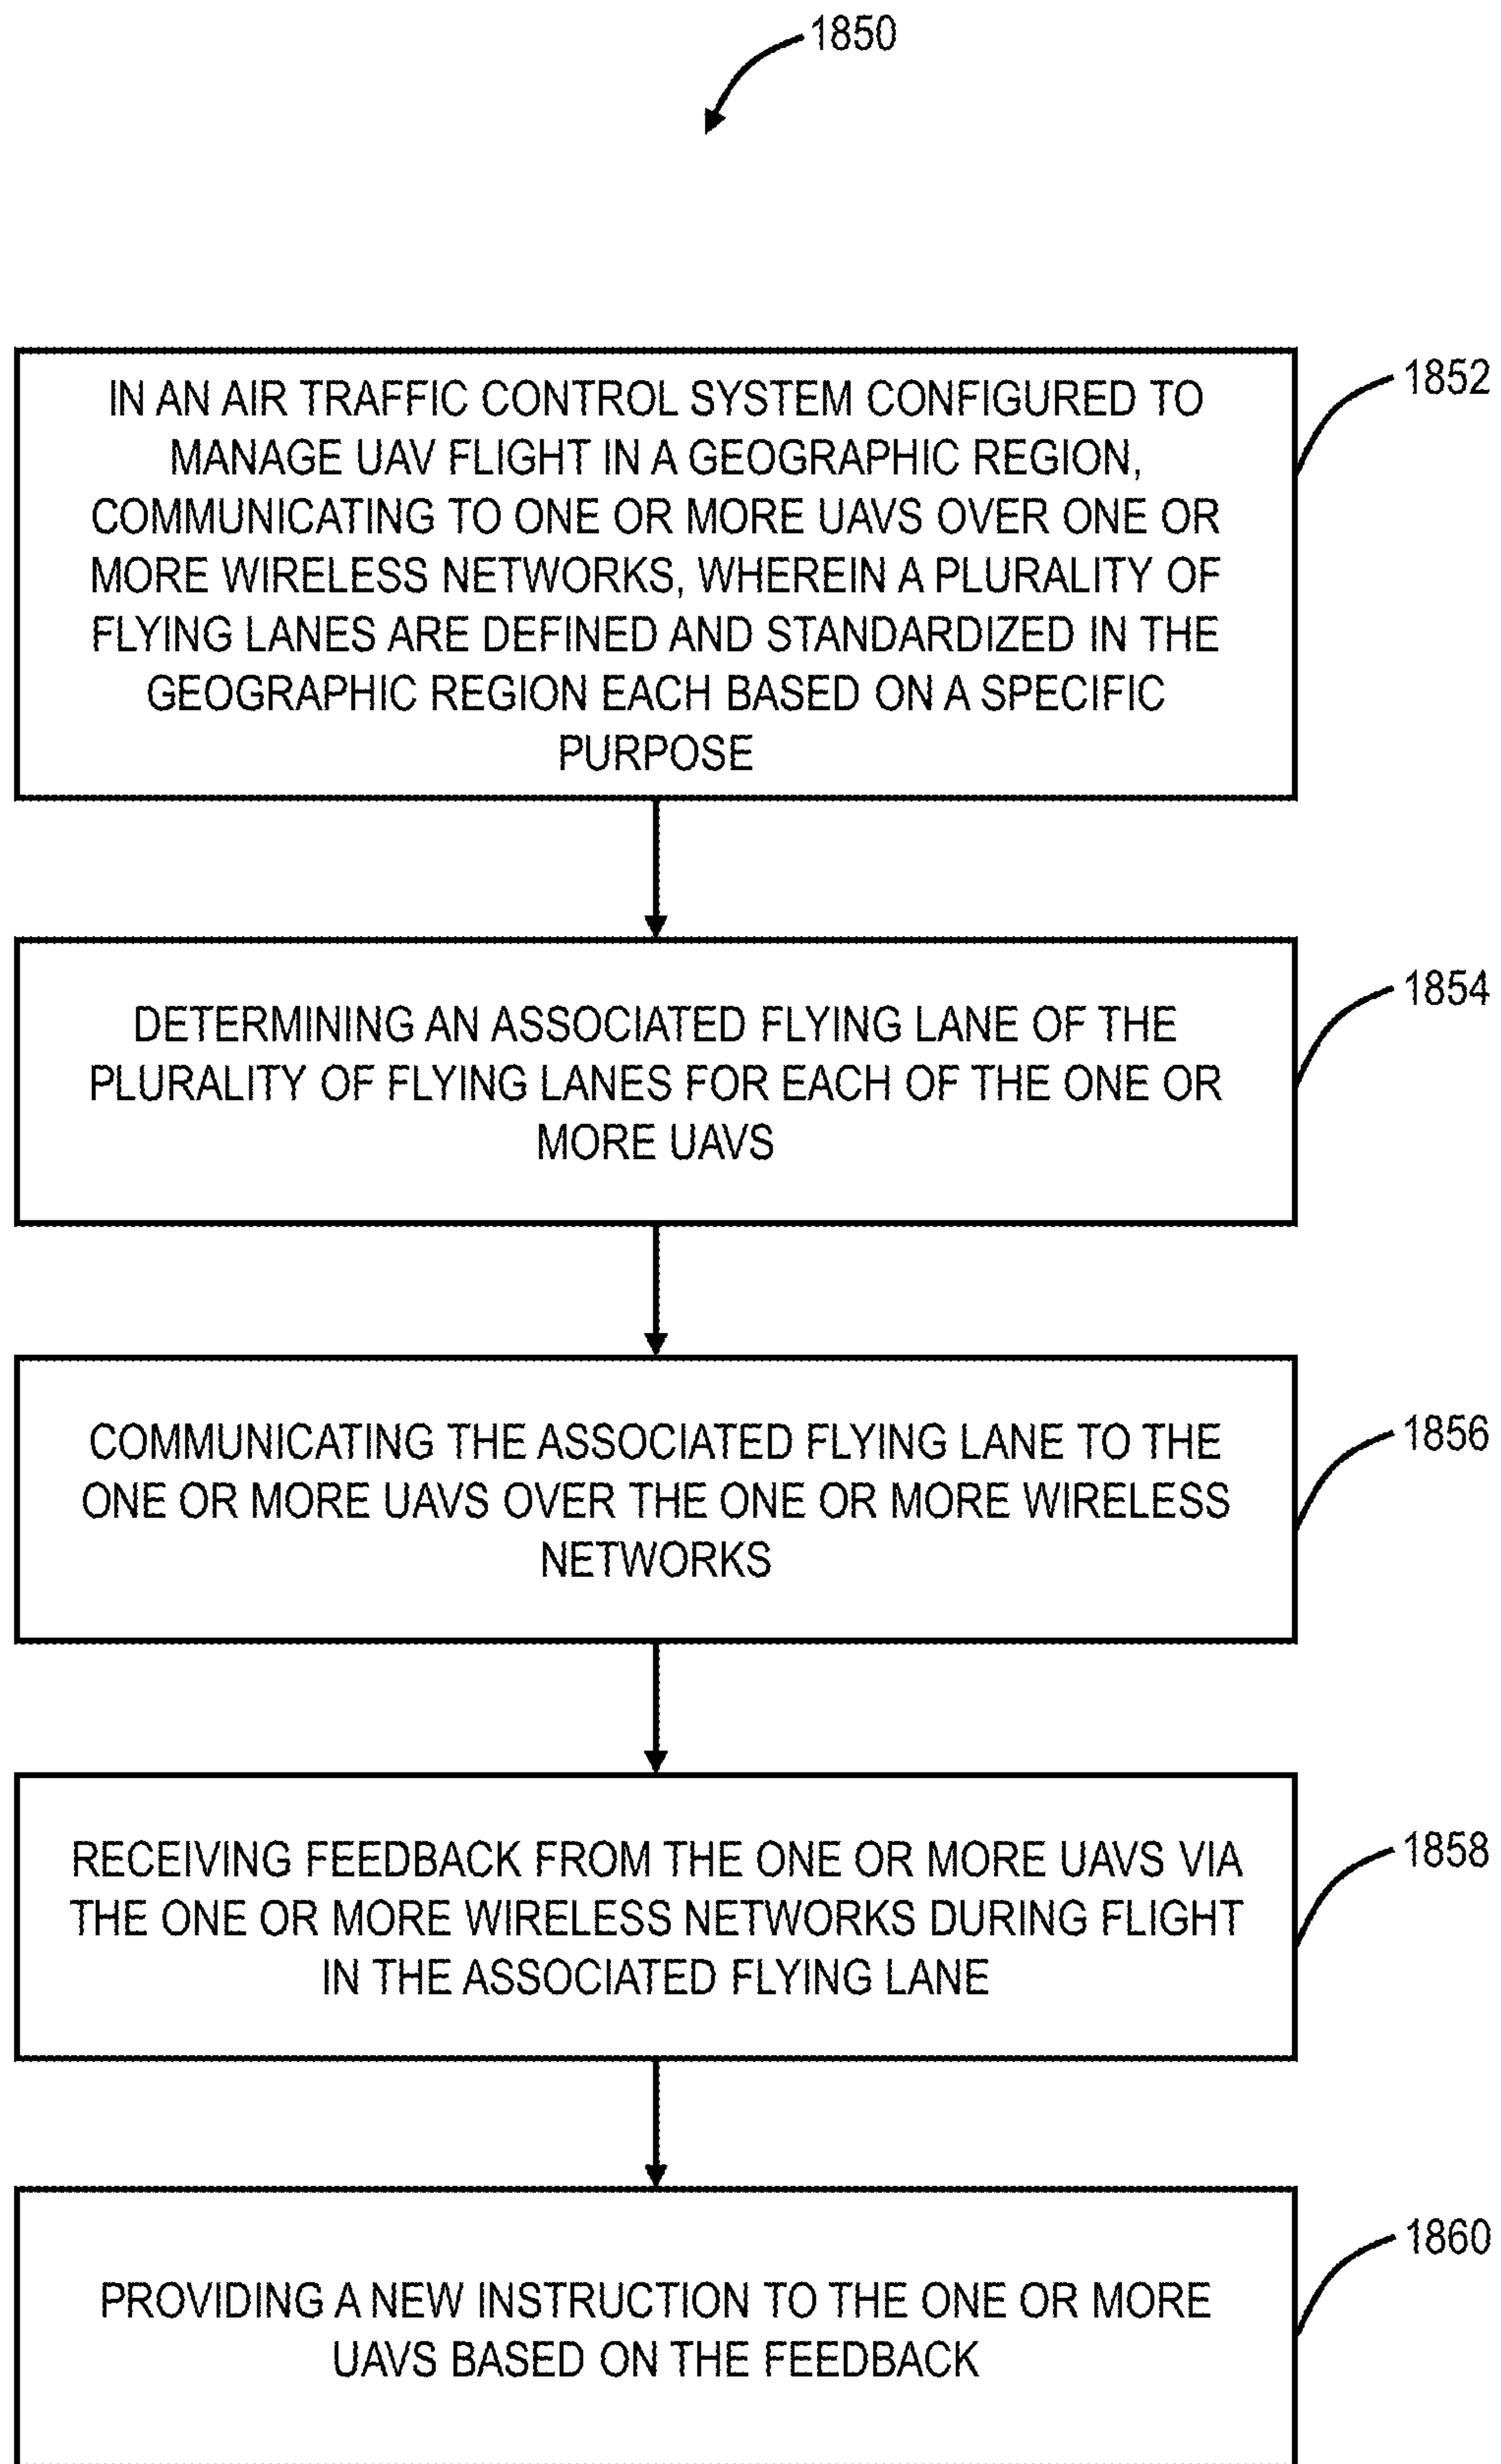 1850
IN AN AIR TRAFFIC CONTROL SYSTEM CONFIGURED TO
MANAGE UAV FLIGHT IN A GEOGRAPHIC REGION,
COMMUNICATING TO ONE OR MORE UAVS OVER ONE OR
MORE WIRELESS NETWORKS, WHEREIN A PLURALITY OF
FLYING LANES ARE DEFINED AND STANDARDIZED IN THE
GEOGRAPHIC REGION EACH BASED ON A SPECIFIC
PURPOSE
1852
DETERMINING AN ASSOCIATED FLYING LANE OF THE
PLURALITY OF FLYING LANES FOR EACH OF THE ONE OR
MORE UAVS
1854
COMMUNICATING THE ASSOCIATED FLYING LANE TO THE
ONE OR MORE UAVS OVER THE ONE OR MORE WIRELESS
NETWORKS
1856
RECEIVING FEEDBACK FROM THE ONE OR MORE UAVS VIA
THE ONE OR MORE WIRELESS NETWORKS DURING FLIGHT
IN THE ASSOCIATED FLYING LANE
1858
PROVIDING A NEW INSTRUCTION TO THE ONE OR MORE
UAVS BASED ON THE FEEDBACK
1860